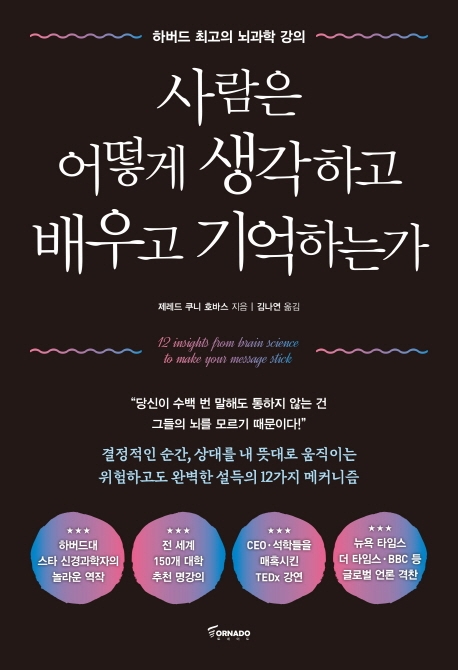 하버드 최고의 뇌과학 강의
사람은
어떻게 생각하고
배우고 기억하는가
제레드 쿠니 호바스 지음 | 김나연 옮김
12 insights from brain science
to make your message stick
“당신이 수백 번 말해도 통하지 않는 건
그들의 뇌를 모르기 때문이다!”
결정적인 순간, 상대를 내 뜻대로 움직이는
위험하고도 완벽한 설득의 12가지 메커니즘
★★★
하버드대
스타 신경과학자의
놀라운 역작
★★★
전 세계
150개 대학
추천 명강의
★★★
CEO·석학들을
매혹시킨
TEDx 강연
★★★
뉴욕 타임스
더 타임스·BBC 등
글로벌 언론 격찬
TORNADO